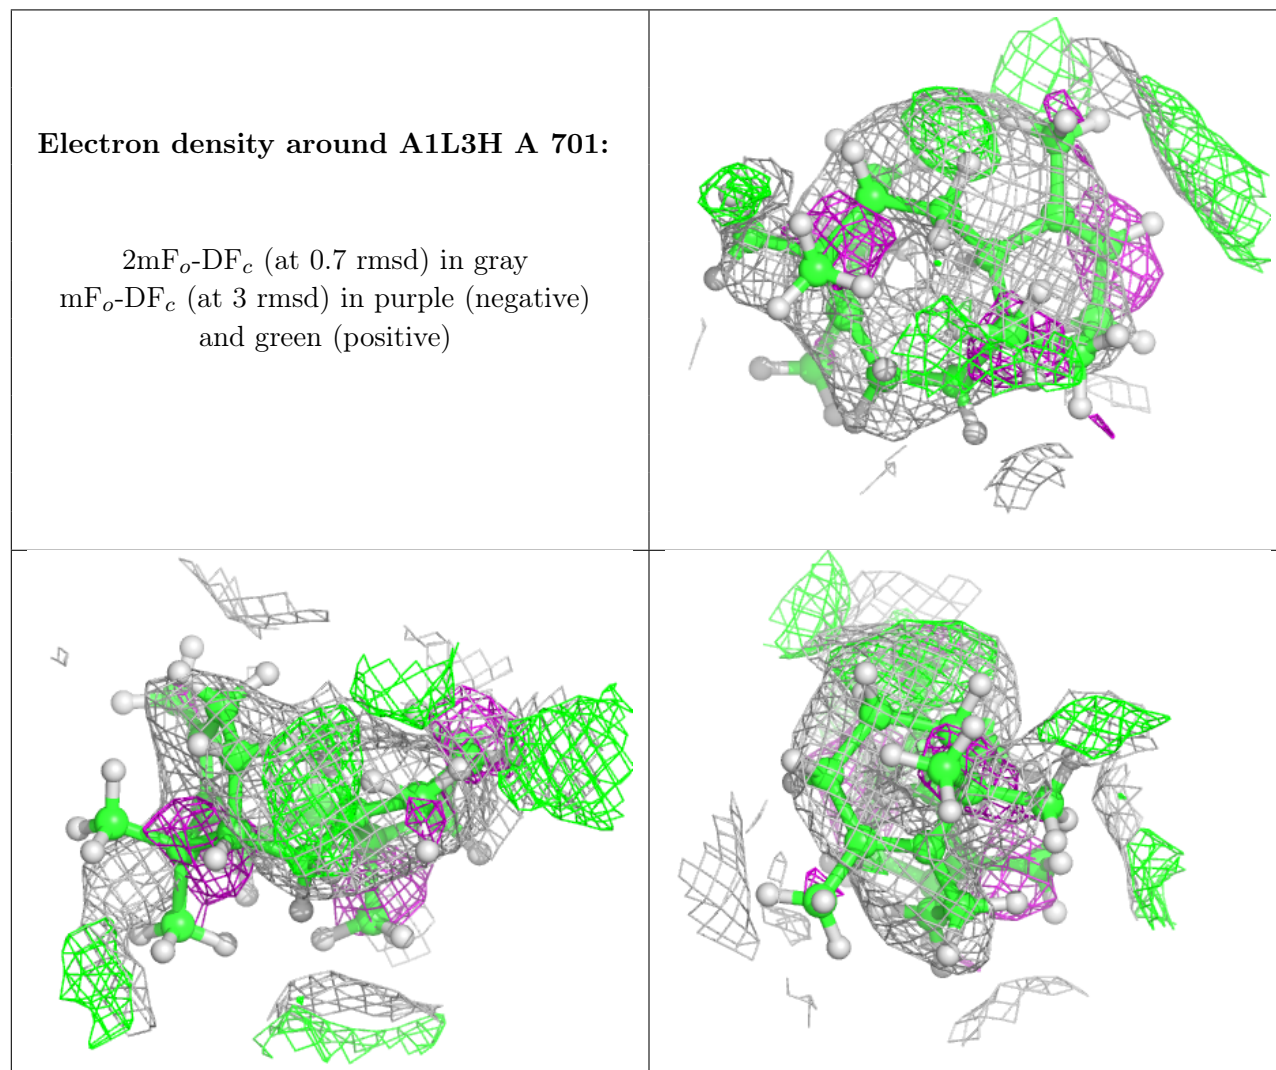 Electron density around A1L3H A 701:
2mFo-DFc (at 0.7 rmsd) in gray
mFo-DFc (at 3 rmsd) in purple (negative)
and green (positive)